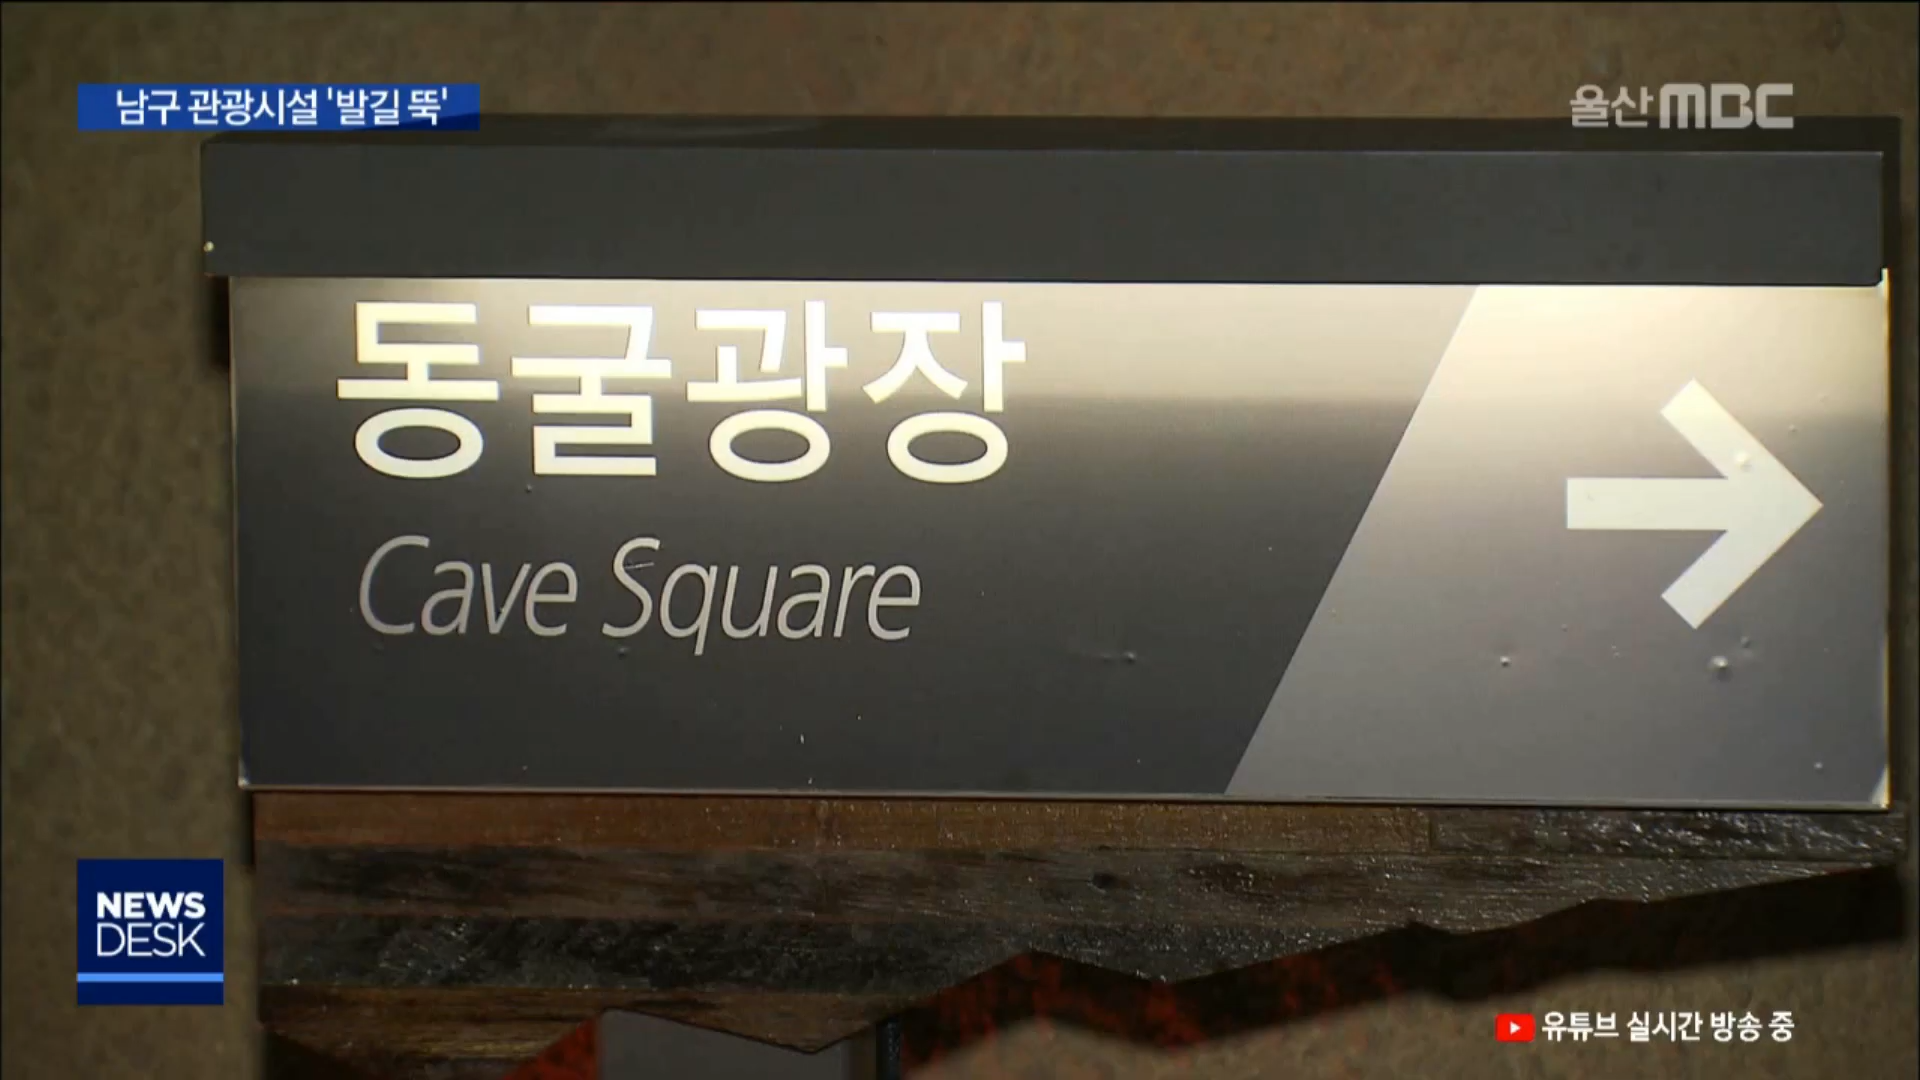 남구 관광시설 '발길 뚝'
울산MBC
동굴광장
Cave Square
NEWS
DESK
유튜브 실시간 방송 중